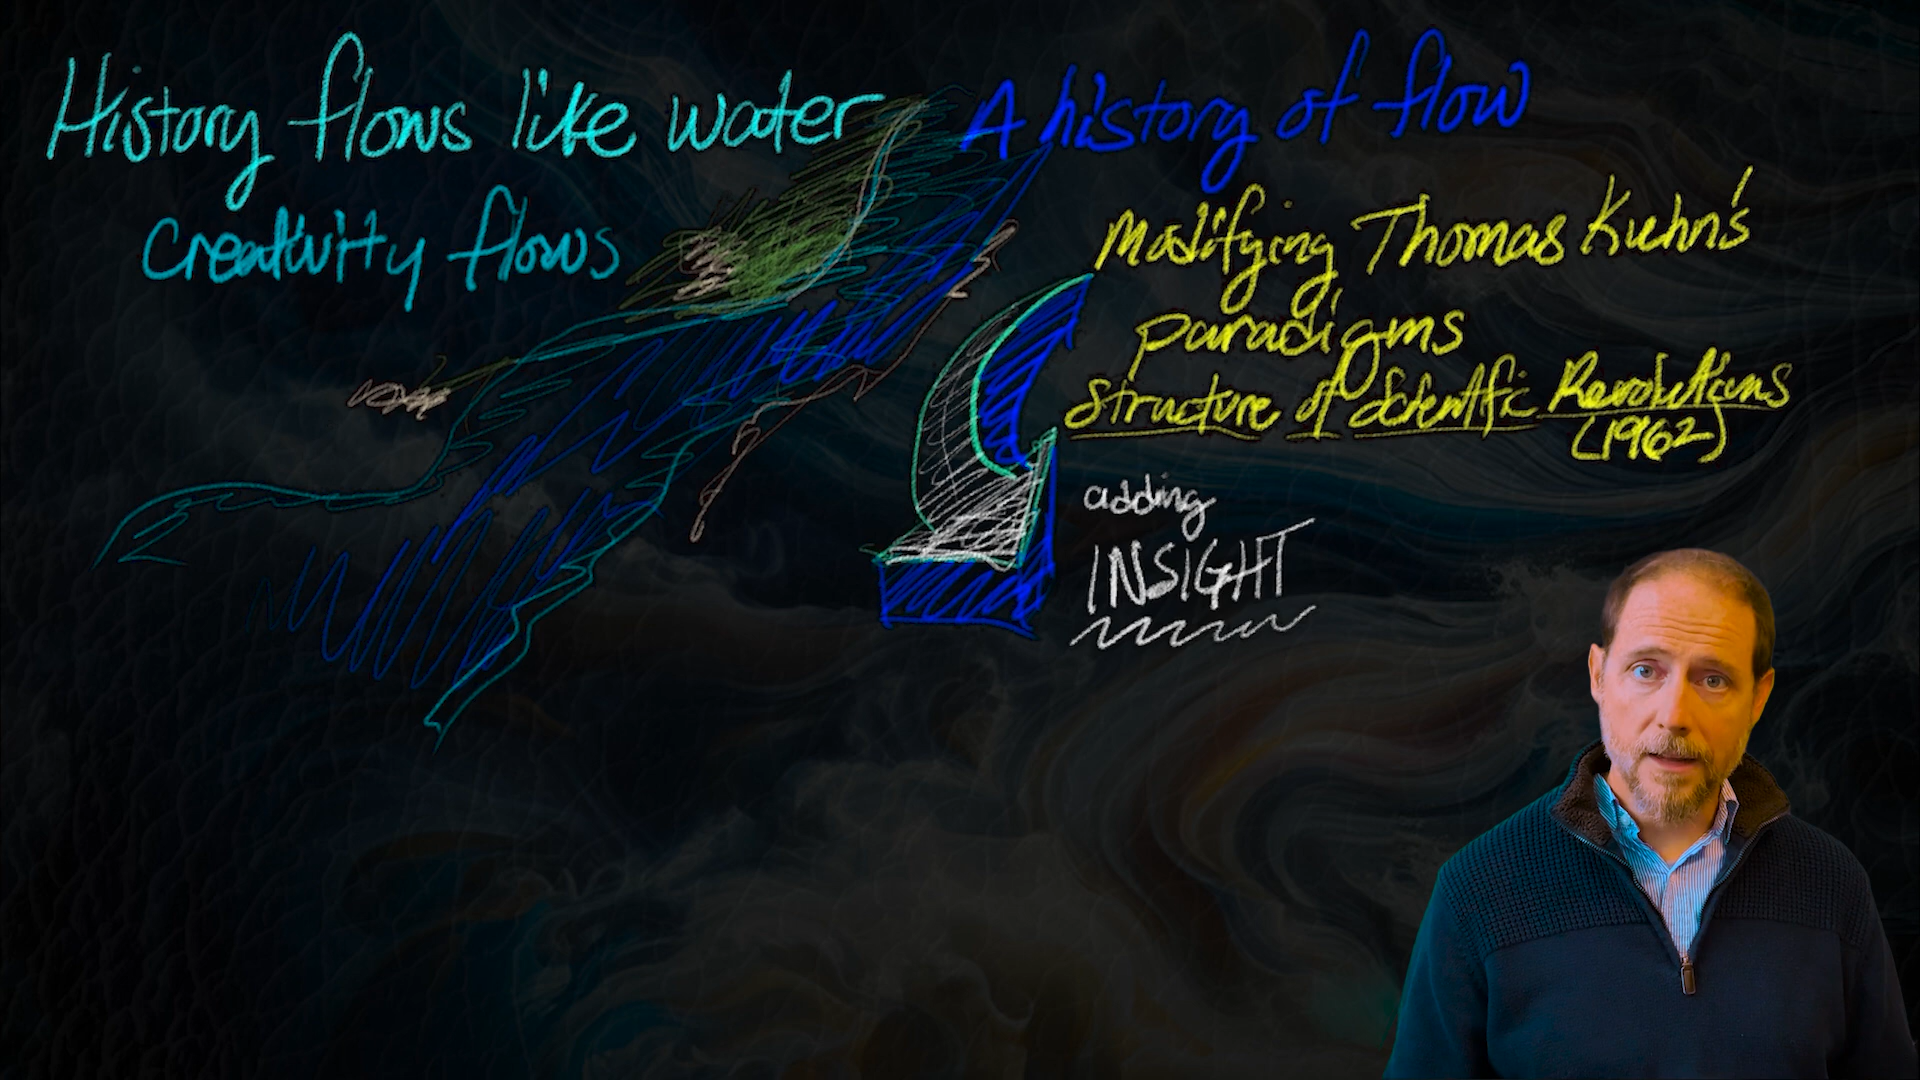 History flows like water
Creativity flows
A history of flow
Modifying Thomas Kuhn's
paradigms
Structure of Scientific Revolutions
(1962)
adding
INSIGHT